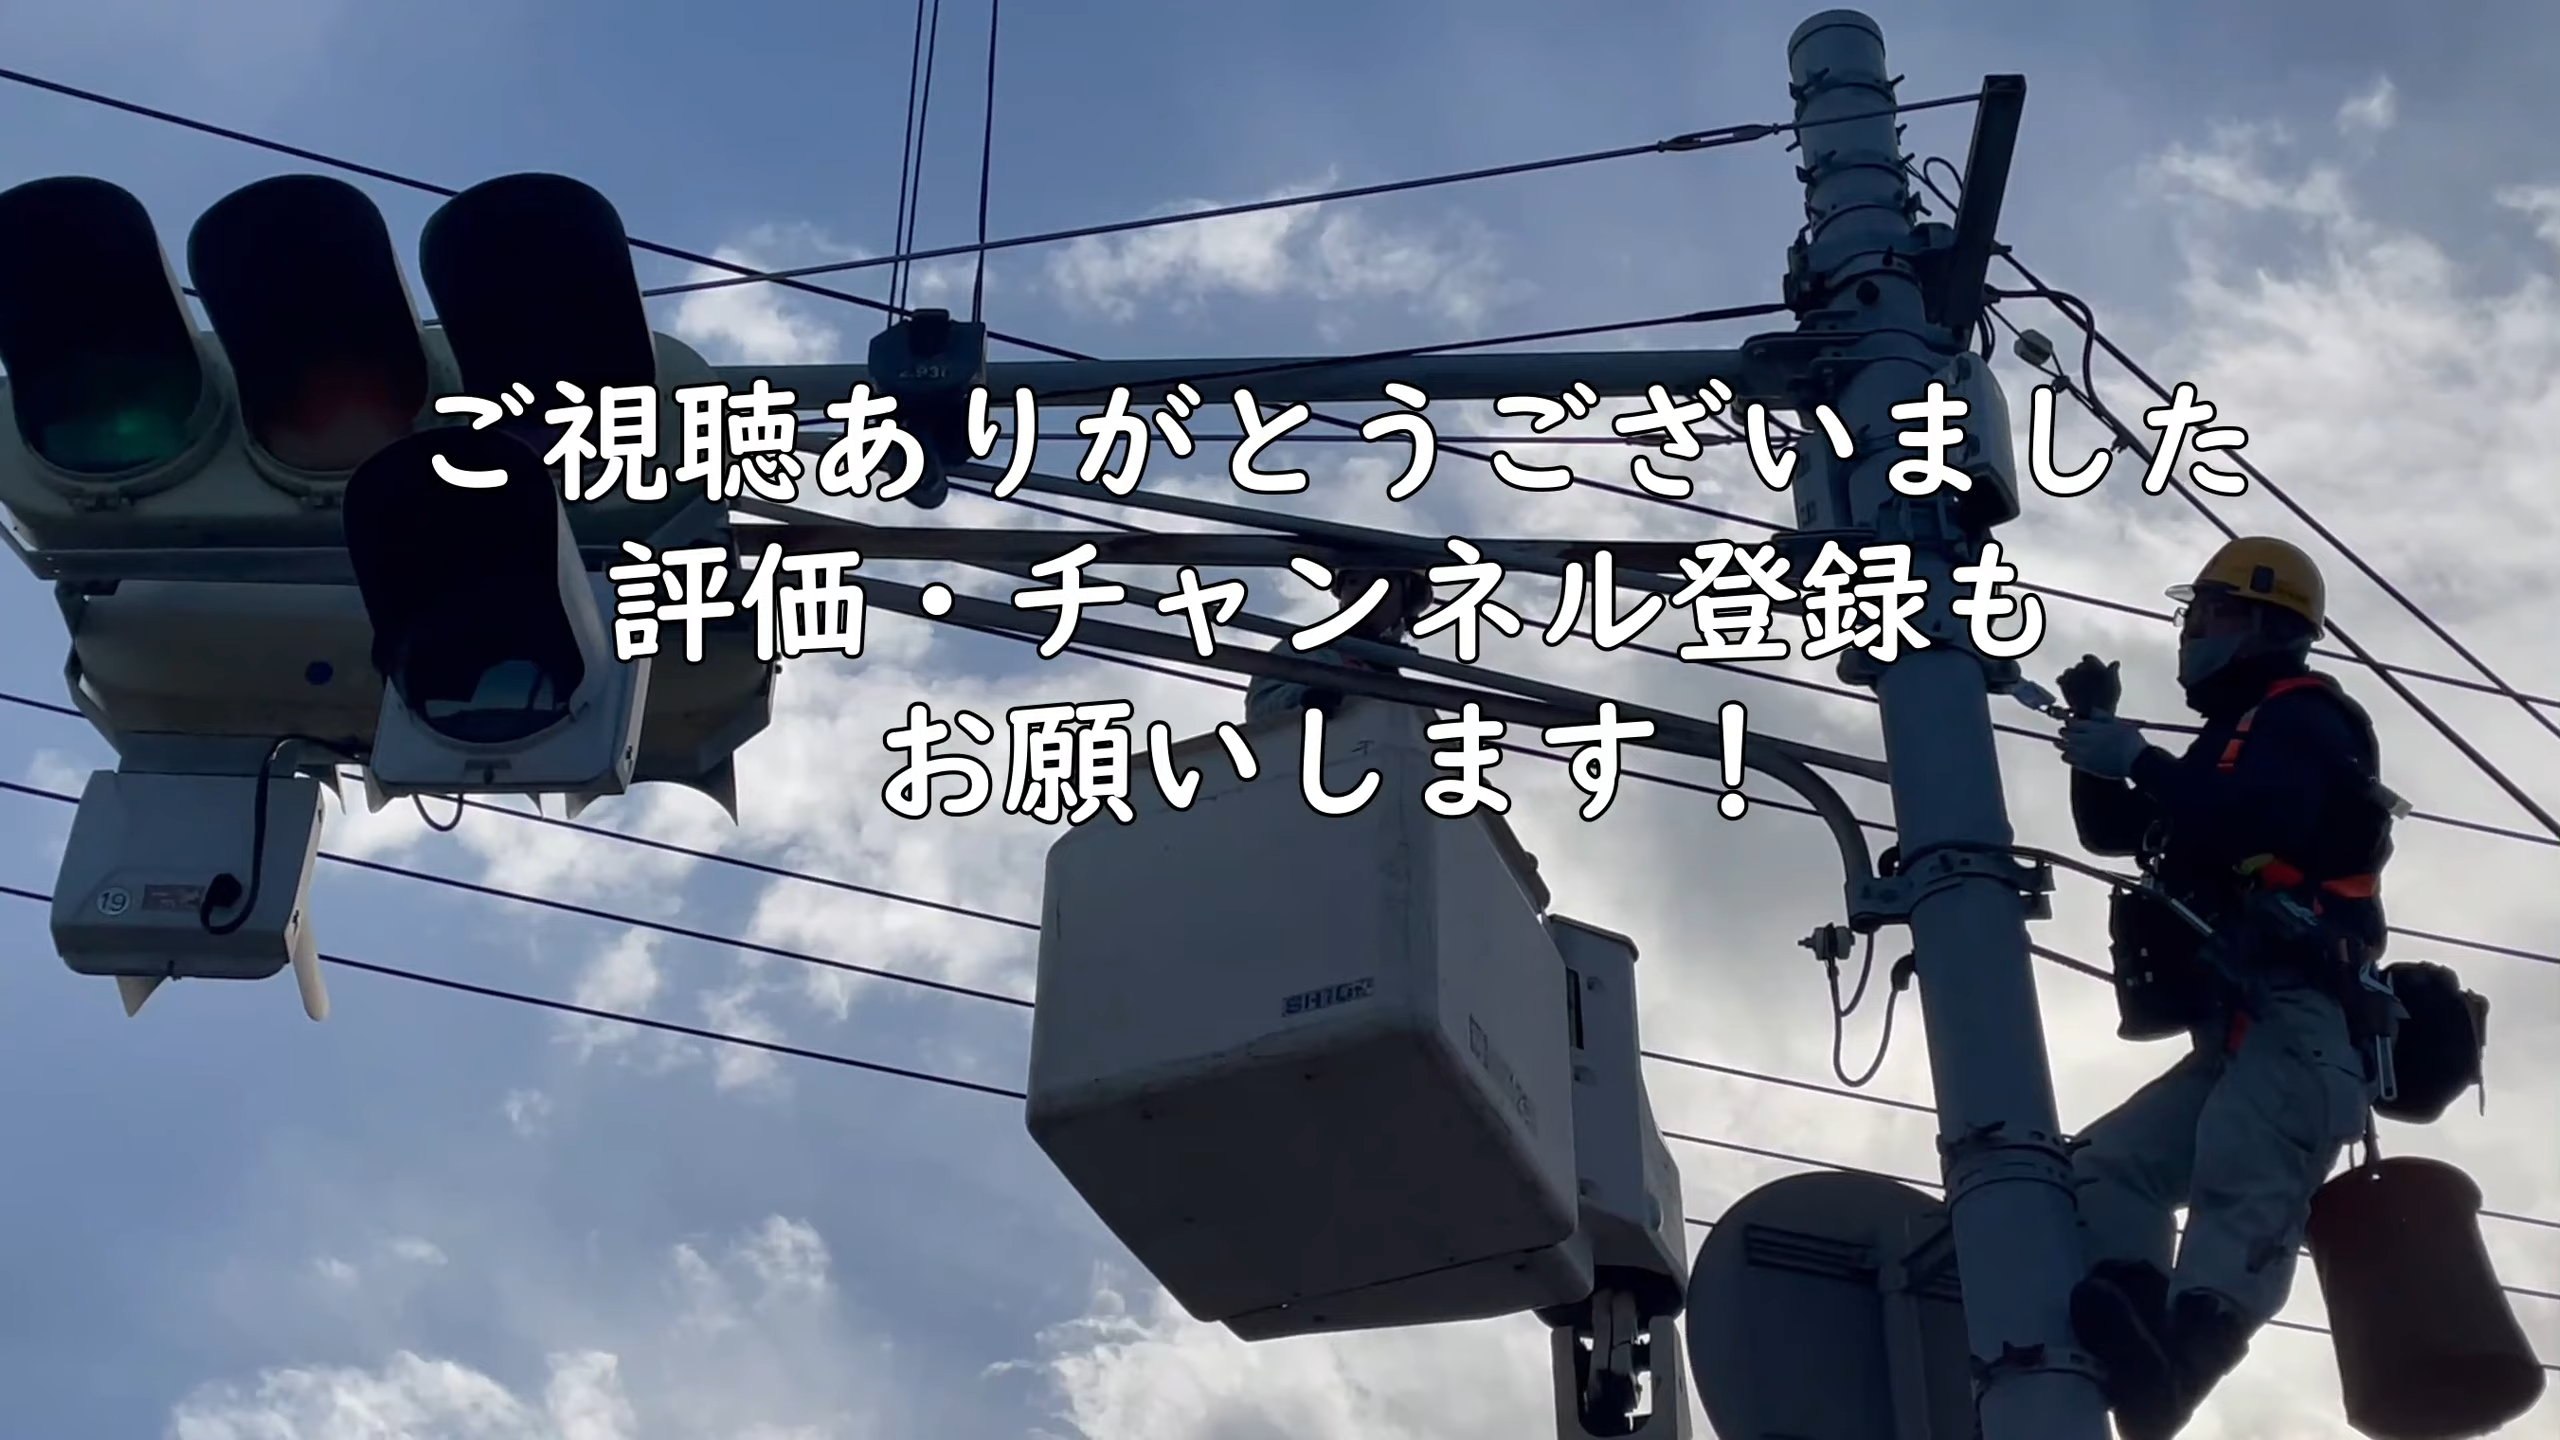 ご視聴ありがとうございました
評価・チャンネル登録も
お願いします！
19